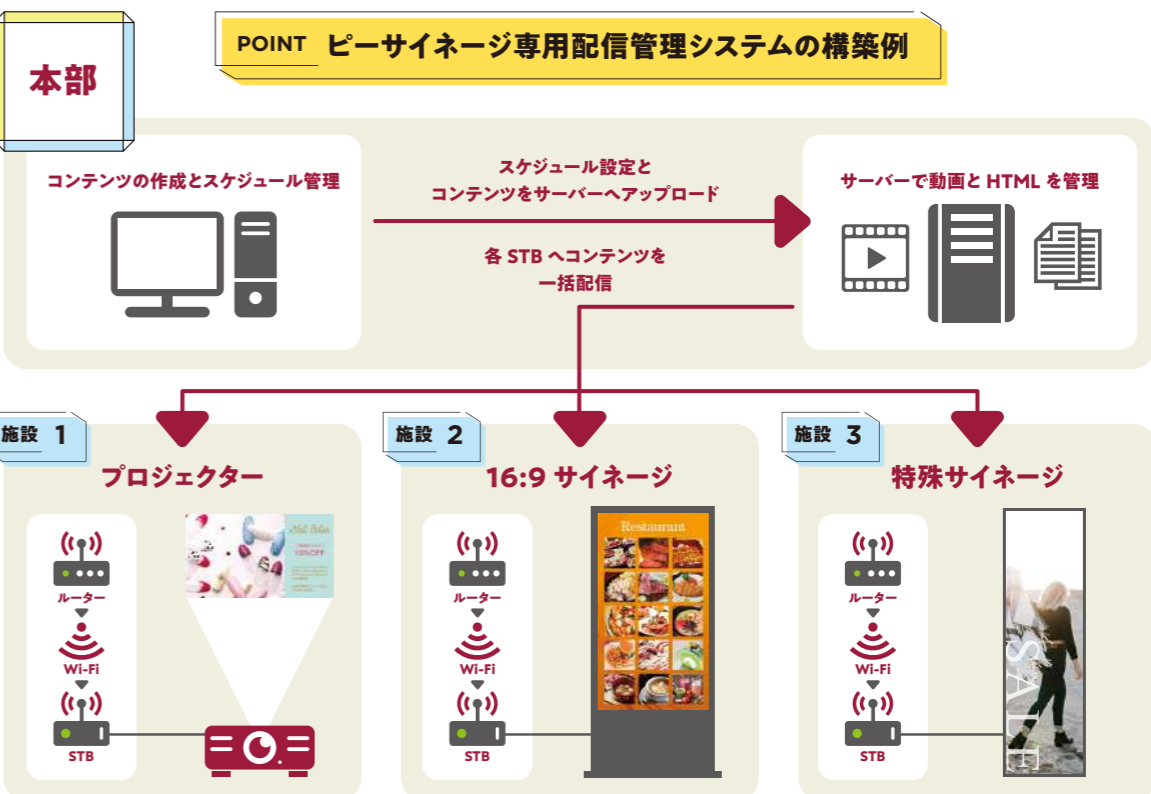 POINT ピーサイネージ専用配信管理システムの構築例
本部
コンテンツの作成とスケジュール管理
スケジュール設定と
コンテンツをサーバーへアップロード
各 STB へコンテンツを
一括配信
サーバーで動画と HTML を管理
施設 1
プロジェクター
ルーター
Wi-Fi
STB
10%OFF
施設 2
16:9 サイネージ
ルーター
Wi-Fi
STB
Restaurant
施設 3
特殊サイネージ
ルーター
Wi-Fi
STB
SALE